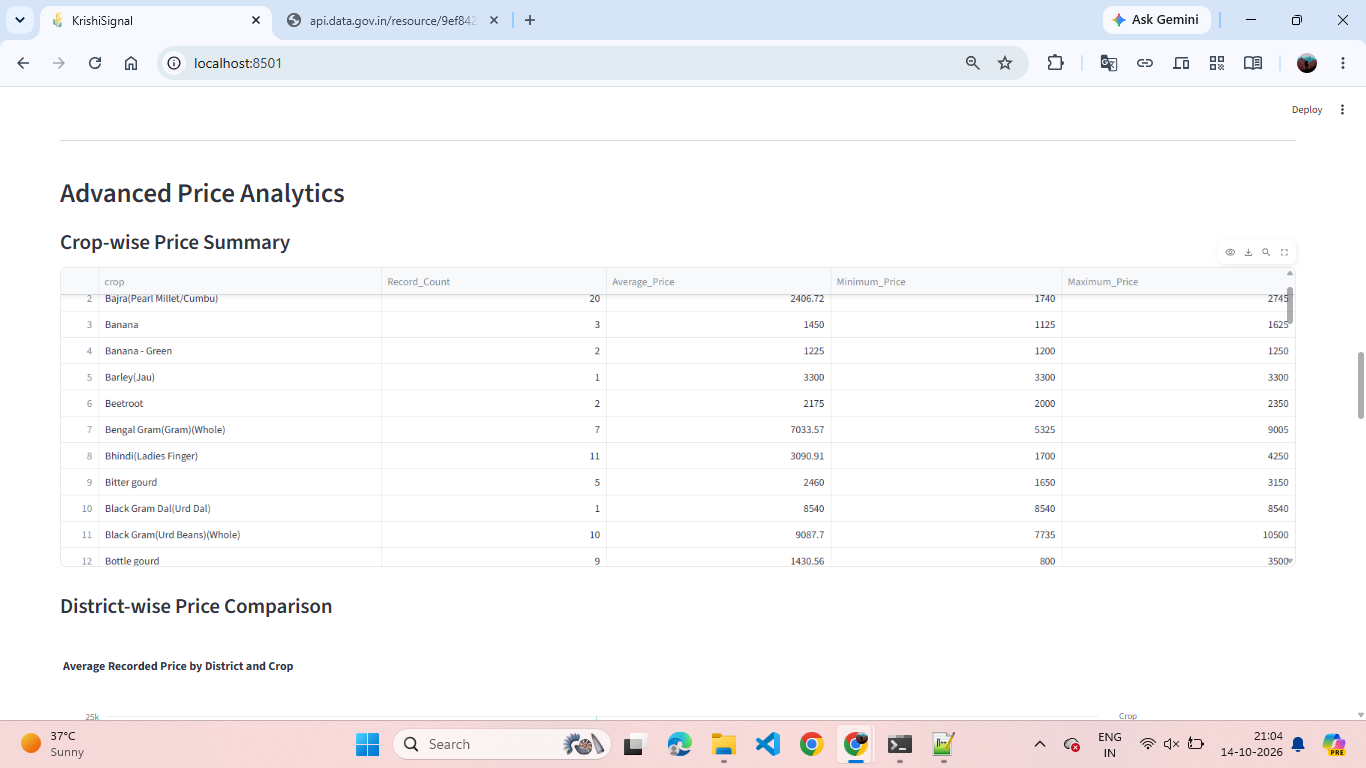 KrishiSignal
api.data.gov.in/resource/9ef842
Ask Gemini
localhost:8501
Deploy
Advanced Price Analytics
Crop-wise Price Summary
crop Record_Count Average_Price Minimum_Price Maximum_Price
2 Bajra(Pearl Millet/Cumbu) 20 2406.72 1740 2745
3 Banana 3 1450 1125 1625
4 Banana - Green 2 1225 1200 1250
5 Barley(Jau) 1 3300 3300 3300
6 Beetroot 2 2175 2000 2350
7 Bengal Gram(Gram)(Whole) 7 7033.57 5325 9005
8 Bhindi(Ladies Finger) 11 3090.91 1700 4250
9 Bitter gourd 5 2460 1650 3150
10 Black Gram Dal(Urd Dal) 1 8540 8540 8540
11 Black Gram(Urd Beans)(Whole) 10 9087.7 7735 10500
12 Bottle gourd 9 1430.56 800 3500
District-wise Price Comparison
Average Recorded Price by District and Crop
25k Crop
37°C
Sunny
Search
PRE
ENG
IN
21:04
14-10-2026